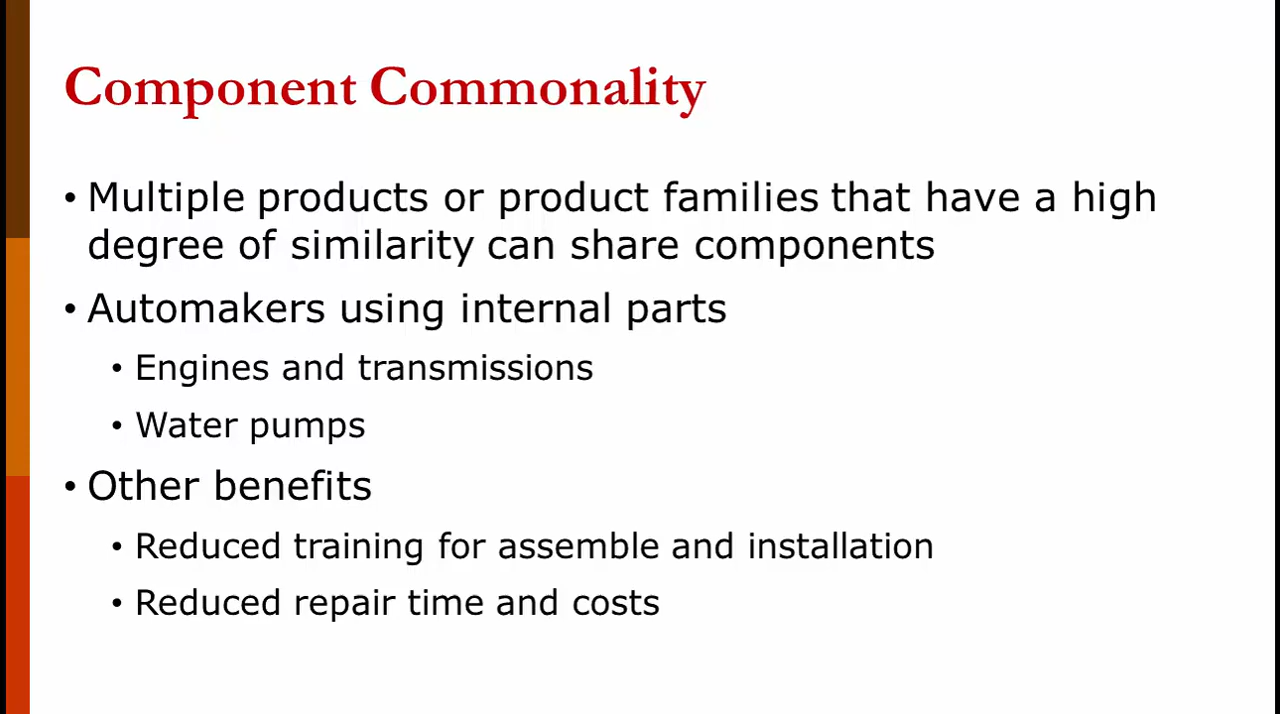 Component Commonality
• Multiple products or product families that have a high
degree of similarity can share components
• Automakers using internal parts
• Engines and transmissions
• Water pumps
• Other benefits
• Reduced training for assemble and installation
• Reduced repair time and costs